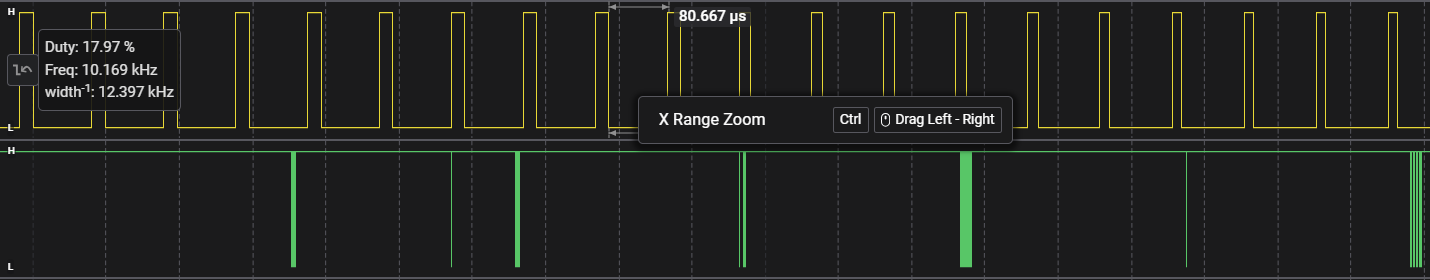 H
80.667 µs
Duty: 17.97 %
Freq: 10.169 kHz
width⁻¹: 12.397 kHz
X Range Zoom
Ctrl
Drag Left - Right
L
H
L